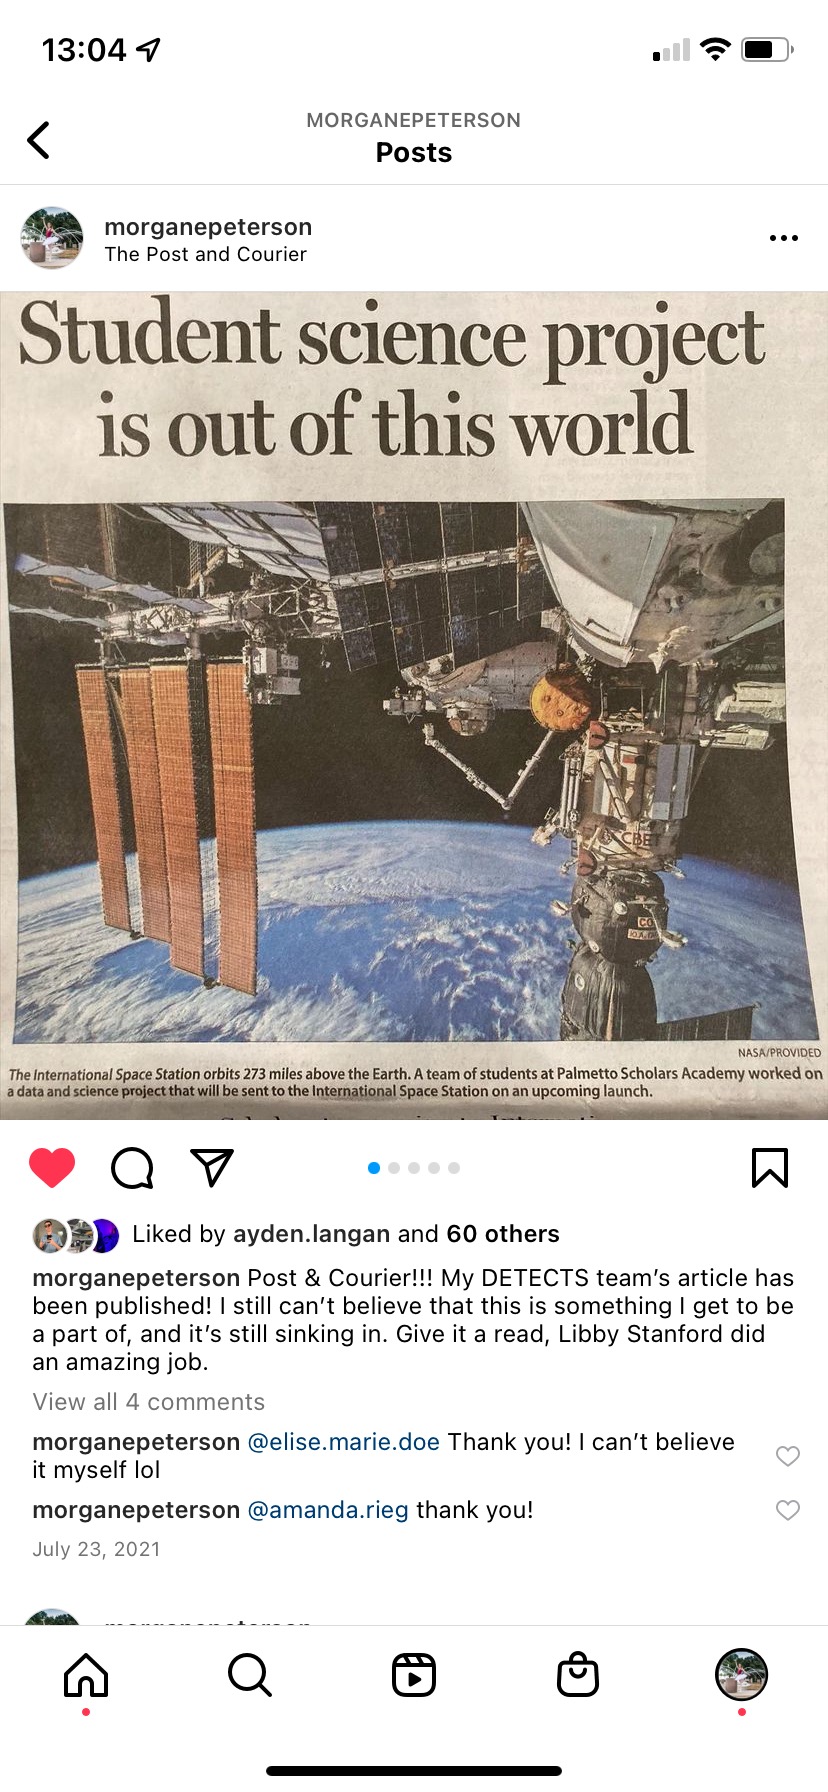 13:04
MORGANEPETERSON
Posts
morganepeterson
The Post and Courier
Student science project
is out of this world
СВЕТ
NASA/PROVIDED
The International Space Station orbits 273 miles above the Earth. A team of students at Palmetto Scholars Academy worked on
a data and science project that will be sent to the International Space Station on an upcoming launch.
Liked by ayden.langan and 60 others
morganepeterson Post & Courier!!! My DETECTS team's article has
been published! I still can't believe that this is something I get to be
a part of, and it's still sinking in. Give it a read, Libby Stanford did
an amazing job.
View all 4 comments
morganepeterson @elise.marie.doe Thank you! I can't believe
it myself lol
morganepeterson @amanda.rieg thank you!
July 23, 2021
morganepeterson